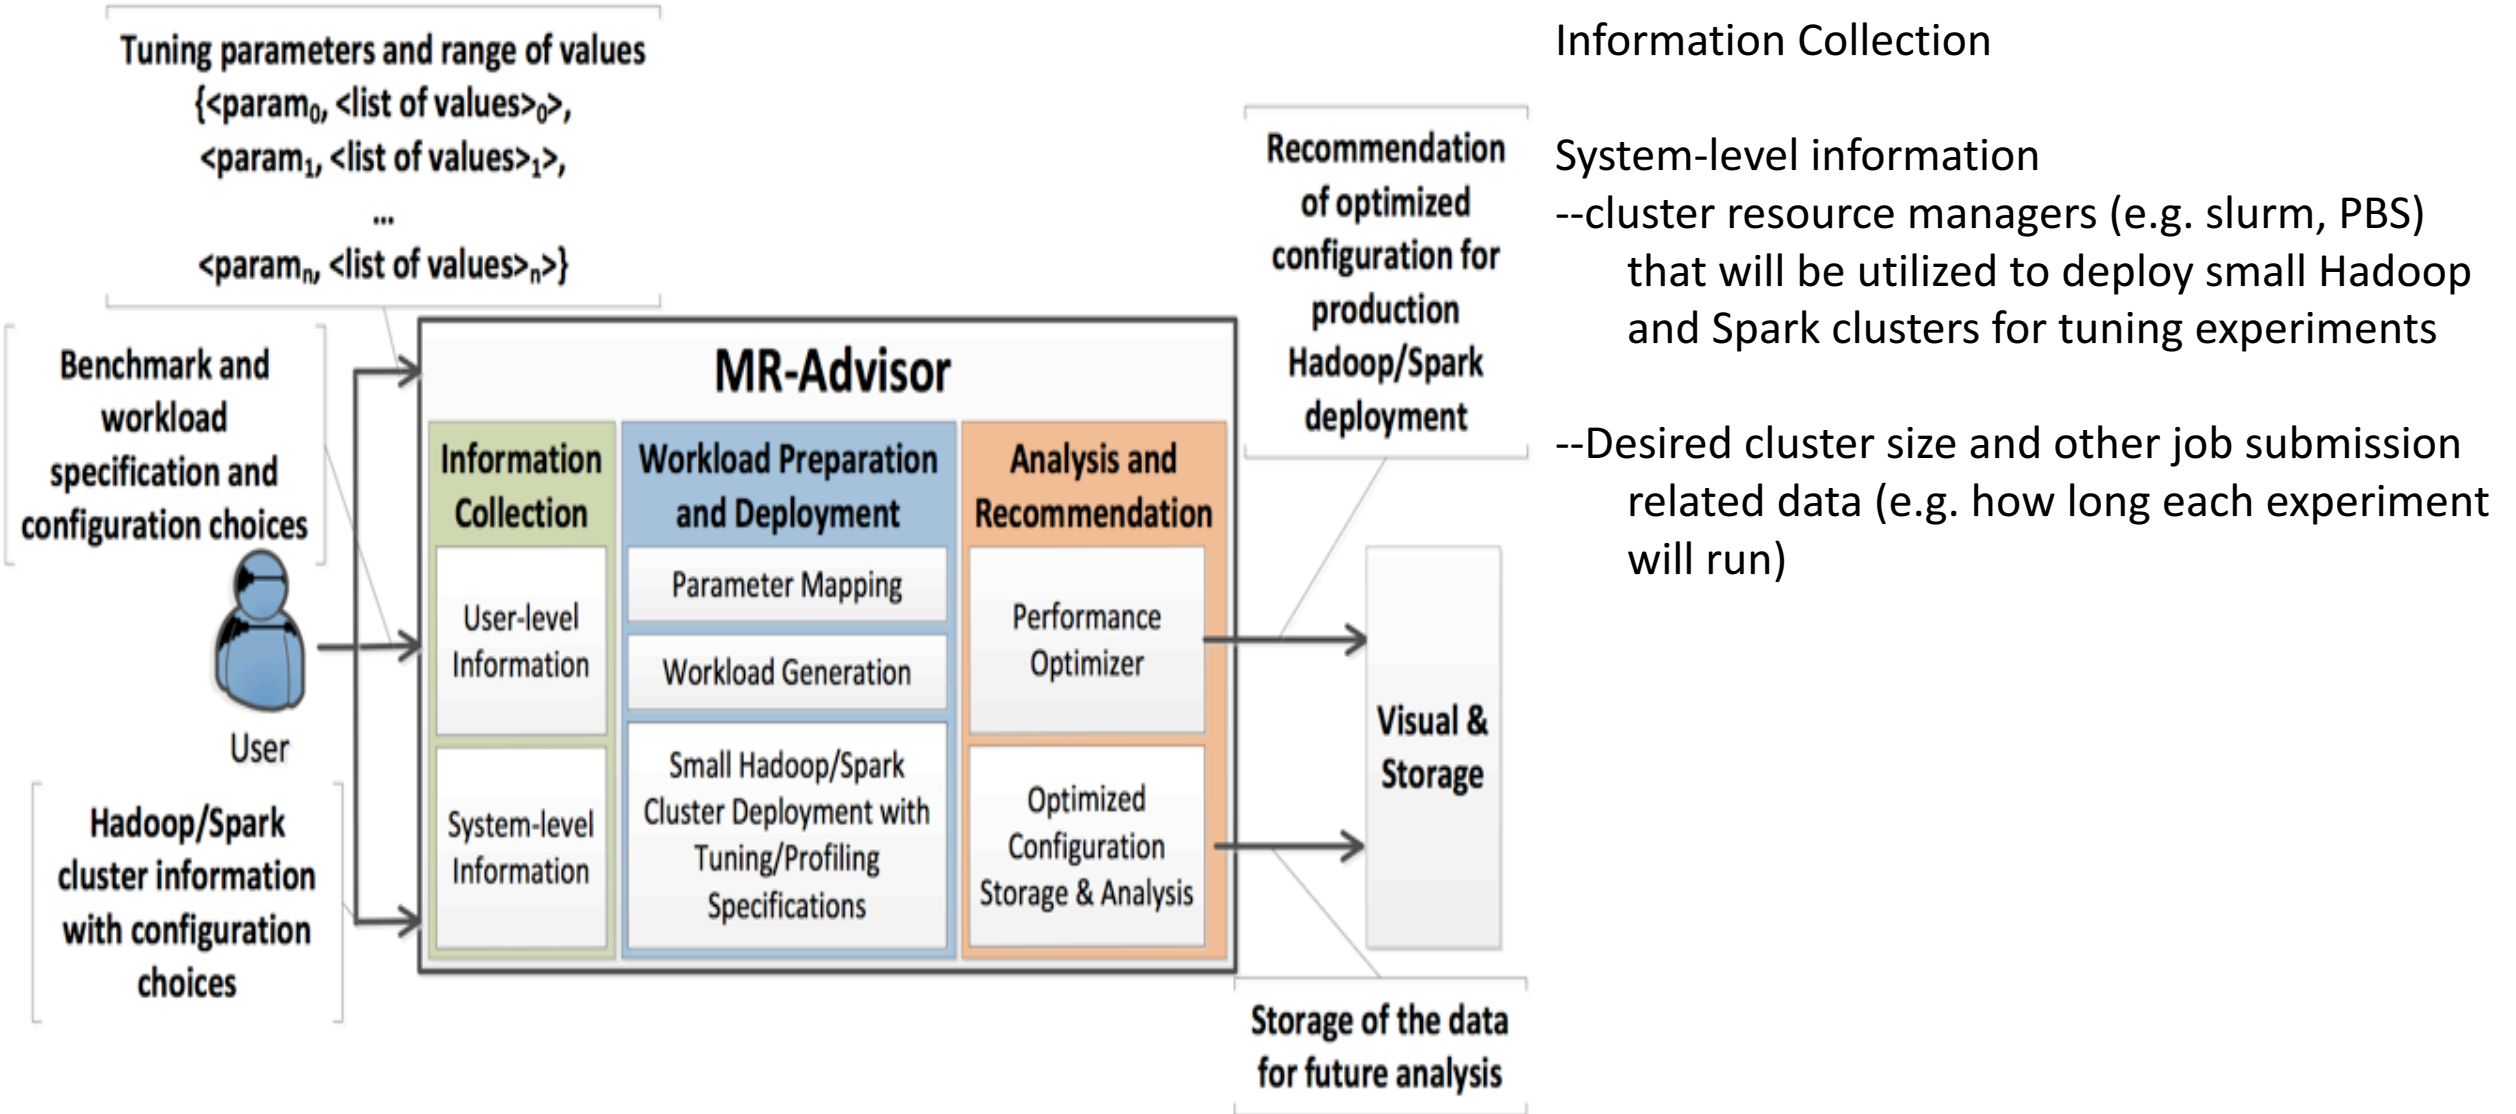 Tuning parameters and range of values
{<param₀, <list of values>₀>,
<param₁, <list of values>₁>,
...
<paramₙ, <list of values>ₙ>}
Benchmark and
workload
specification and
configuration choices
User
Hadoop/Spark
cluster information
with configuration
choices
MR-Advisor
Information
Collection
User-level
Information
System-level
Information
Workload Preparation
and Deployment
Parameter Mapping
Workload Generation
Small Hadoop/Spark
Cluster Deployment with
Tuning/Profiling
Specifications
Analysis and
Recommendation
Performance
Optimizer
Optimized
Configuration
Storage & Analysis
Recommendation
of optimized
configuration for
production
Hadoop/Spark
deployment
Visual &
Storage
Storage of the data
for future analysis
Information Collection
System-level information
--cluster resource managers (e.g. slurm, PBS)
that will be utilized to deploy small Hadoop
and Spark clusters for tuning experiments
--Desired cluster size and other job submission
related data (e.g. how long each experiment
will run)